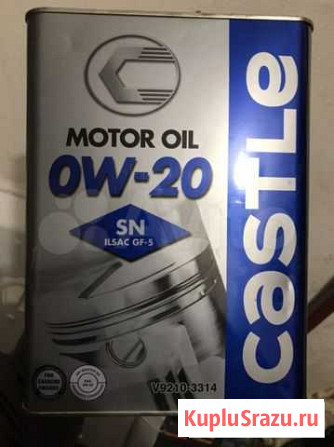 MOTOR OIL
0W-20
SN
ILSAC GF-5
CASTLE
V9210-3314
KupluSrazu.ru